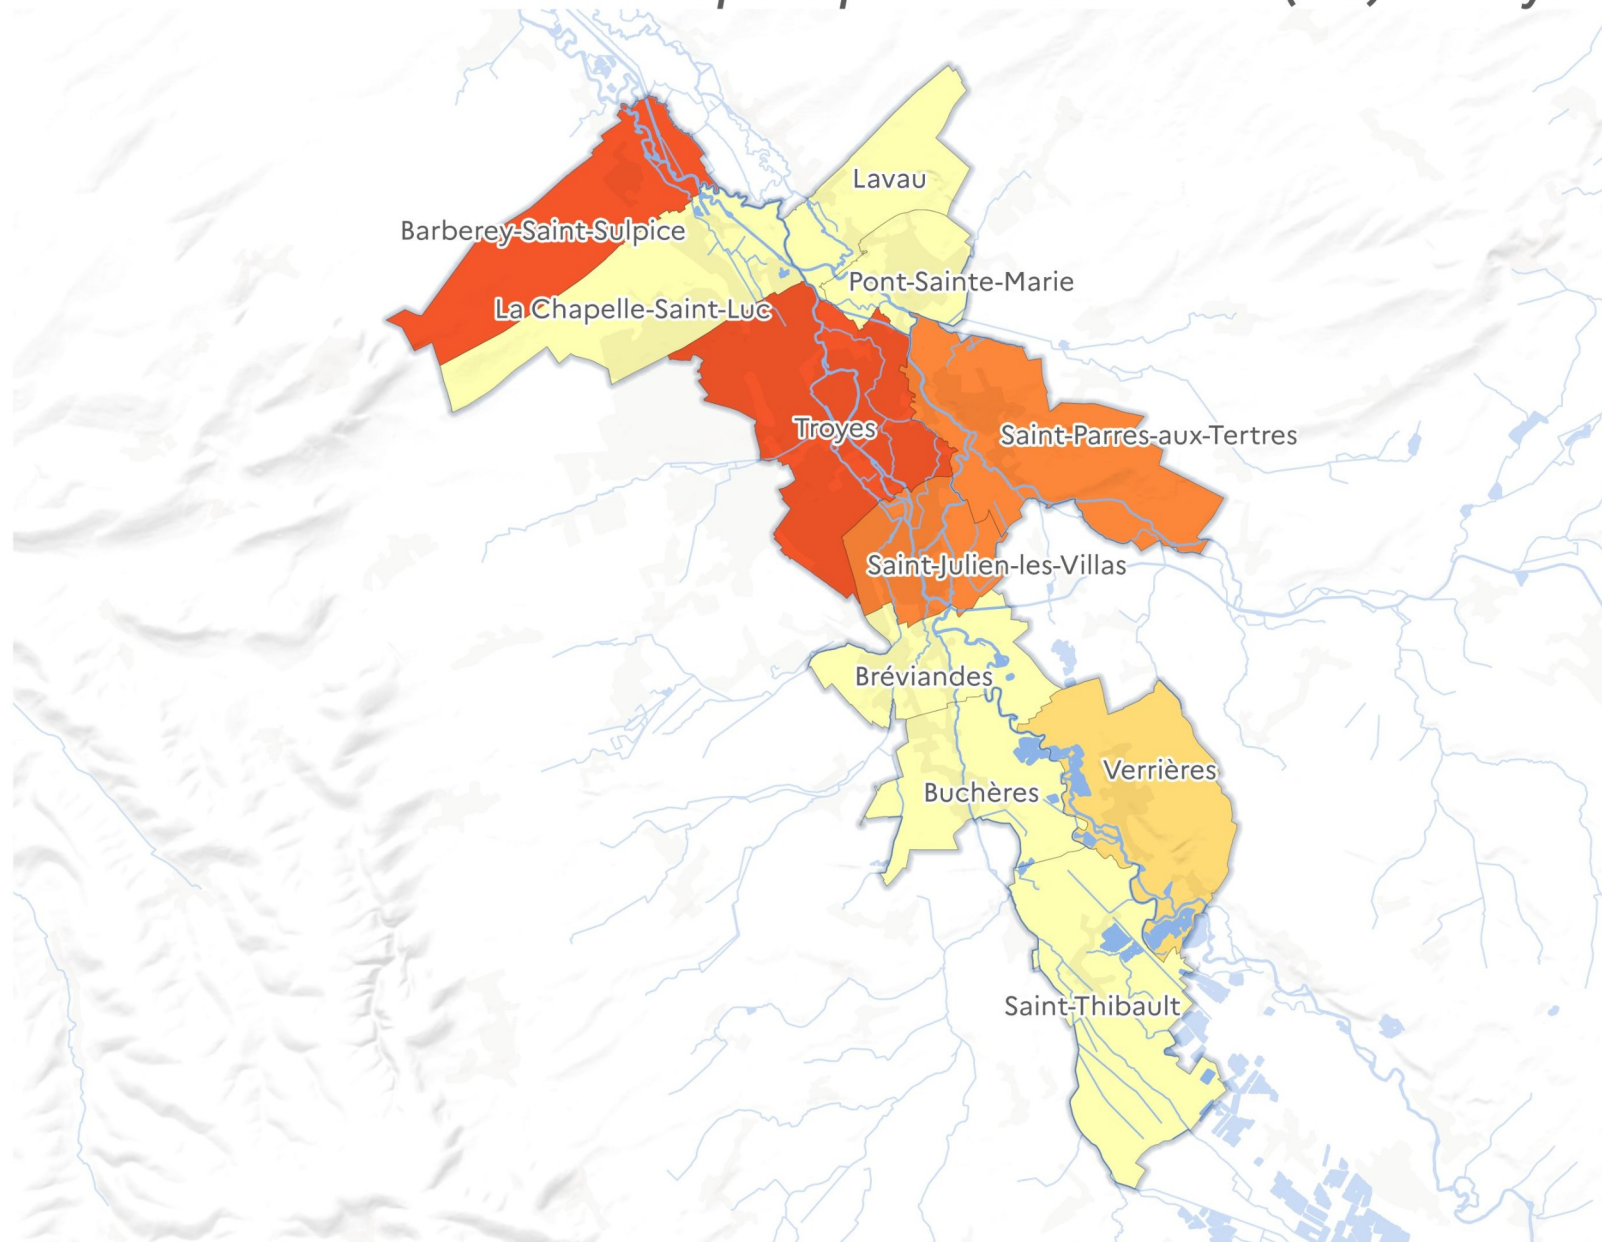 Lavau
Barberey-Saint-Sulpice
Pont-Sainte-Marie
La Chapelle-Saint-Luc
Troyes
Saint-Parres-aux-Tertres
Saint-Julien-les-Villas
Bréviandes
Verrières
Buchères
Saint-Thibault